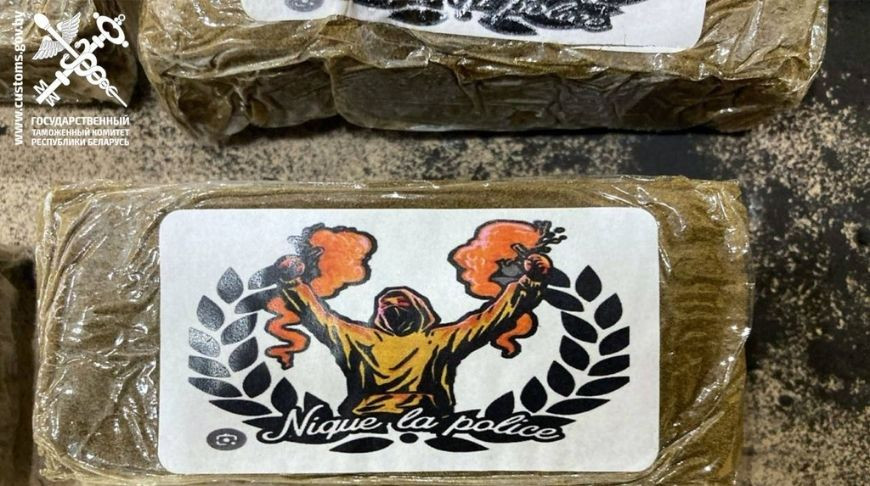 www.customs.gov.by
ГОСУДАРСТВЕННЫЙ
ТАМОЖЕННЫЙ КОМИТЕТ
РЕСПУБЛИКИ БЕЛАРУСЬ
Nique la police